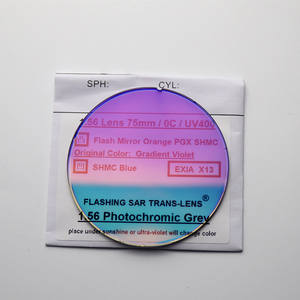 SPH: CYL:
1.56 Lens 75mm / 0C / UV400
Flash Mirror Orange PGX SHMC
Original Color: Gradient Violet
SHMC Blue EXIA X13
FLASHING SAR TRANS-LENS
1.56 Photochromic Grey
place under sunshine or ultra-violet will change color